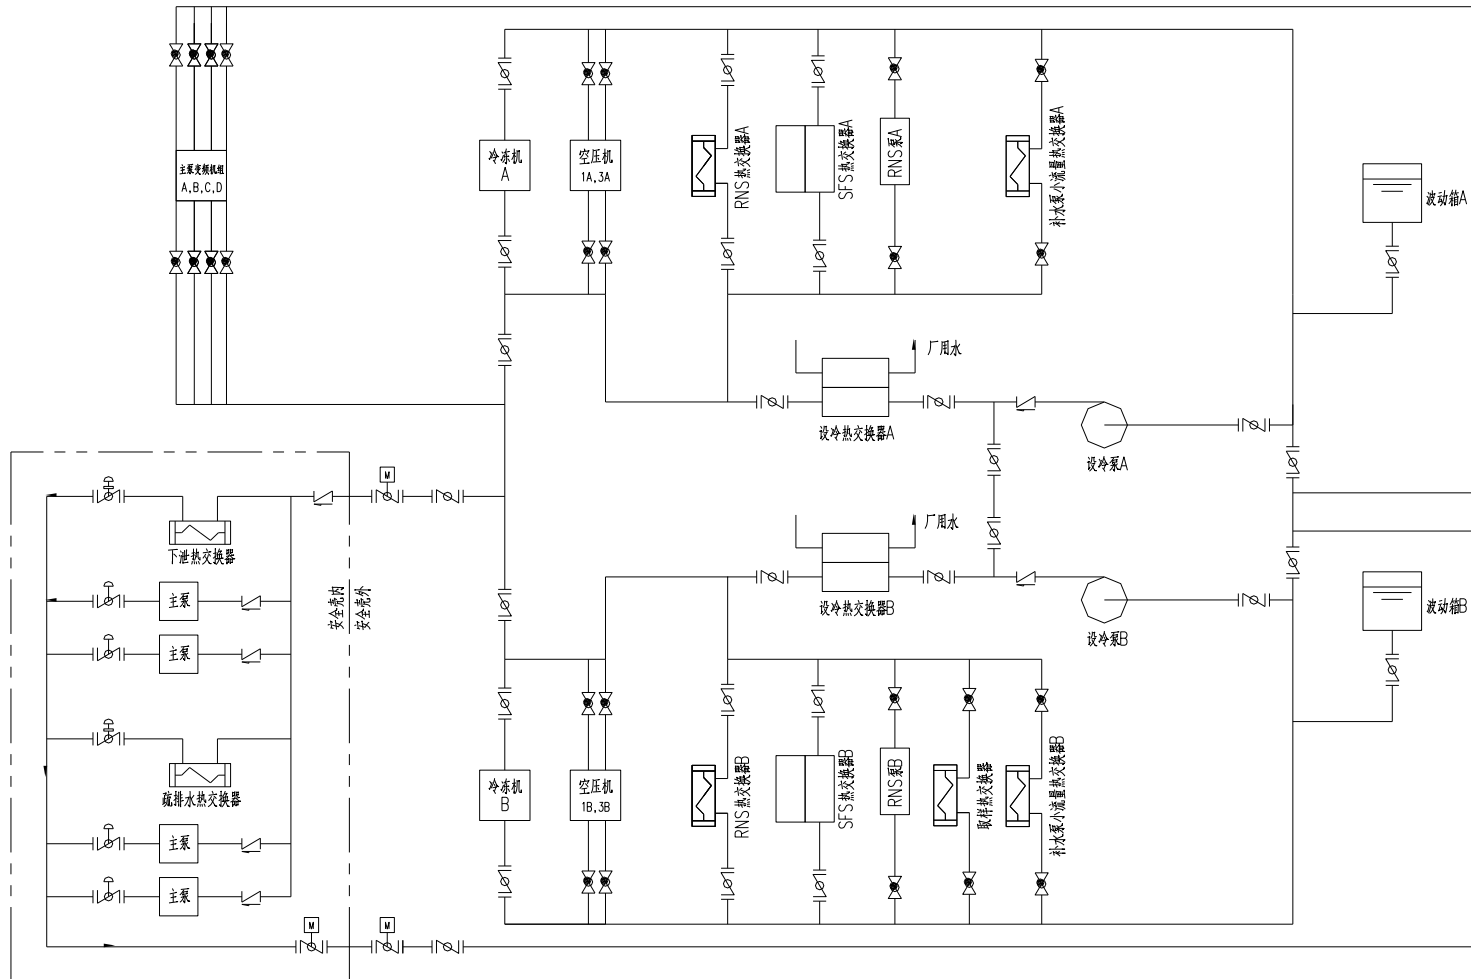 主泵变频机组
A,B,C,D
冷冻机
A
空压机
1A,3A
RNS热交换器A
SFS热交换器A
RNS泵A
补水泵小流量热交换器A
波动箱A
厂用水
设冷热交换器A
设冷泵A
M
下泄热交换器
厂用水
主泵
安全壳内
安全壳外
设冷热交换器B
设冷泵B
波动箱B
主泵
冷冻机
B
空压机
1B,3B
RNS热交换器B
SFS热交换器B
RNS泵B
取样热交换器
补水泵小流量热交换器B
疏排水热交换器
主泵
主泵
M
M